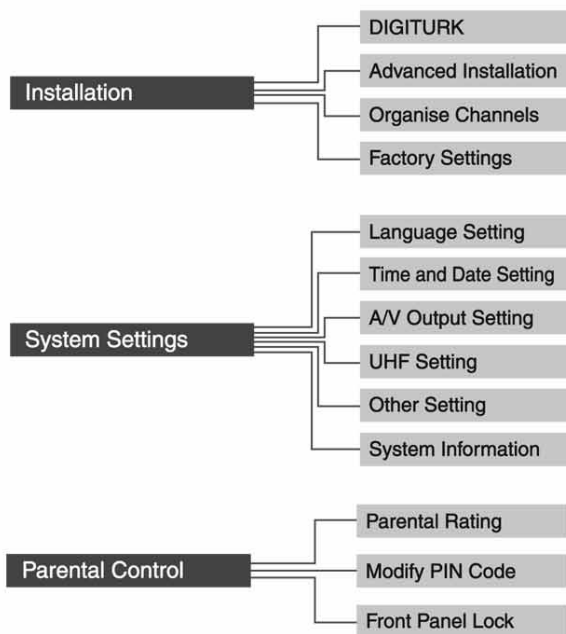 Installation
DIGITURK
Advanced Installation
Organise Channels
Factory Settings
System Settings
Language Setting
Time and Date Setting
A/V Output Setting
UHF Setting
Other Setting
System Information
Parental Control
Parental Rating
Modify PIN Code
Front Panel Lock